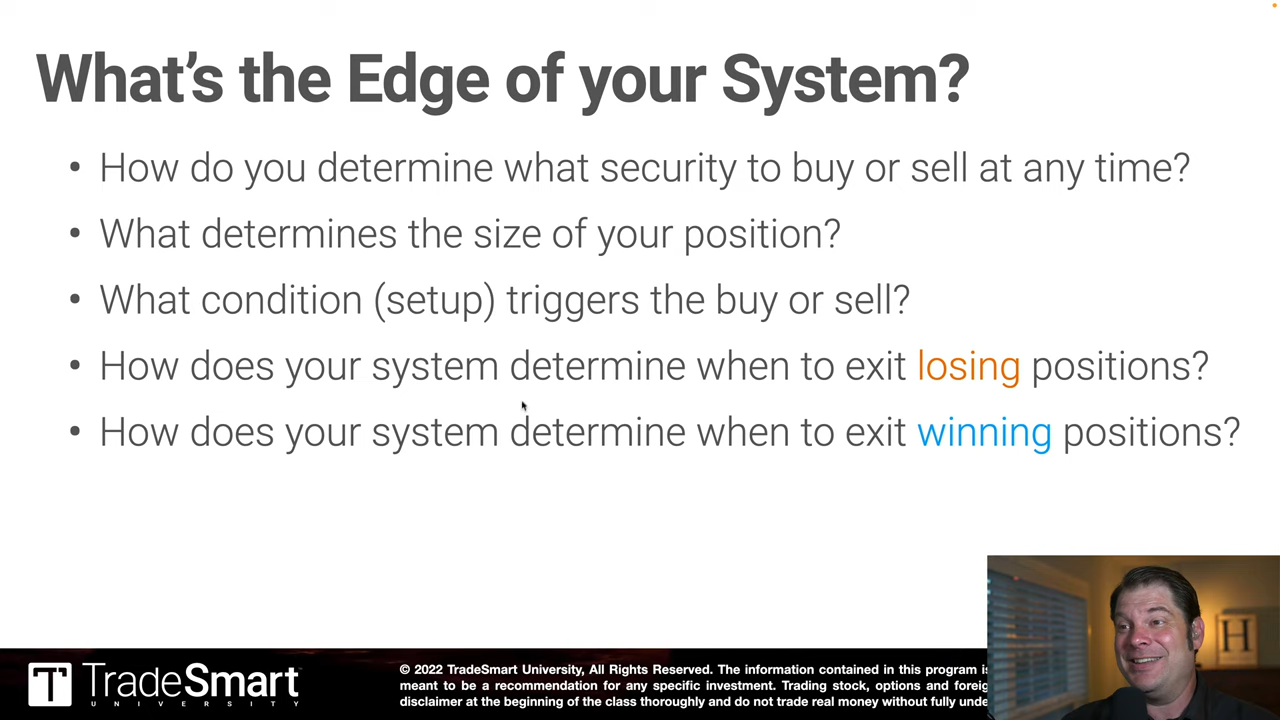 What's the Edge of your System?
• How do you determine what security to buy or sell at any time?
• What determines the size of your position?
• What condition (setup) triggers the buy or sell?
• How does your system determine when to exit losing positions?
• How does your system determine when to exit winning positions?
TradeSmart
UNIVERSITY
© 2022 TradeSmart University, All Rights Reserved. The information contained in this program is
meant to be a recommendation for any specific investment. Trading stock, options and foreig
disclaimer at the beginning of the class thoroughly and do not trade real money without fully unde
H